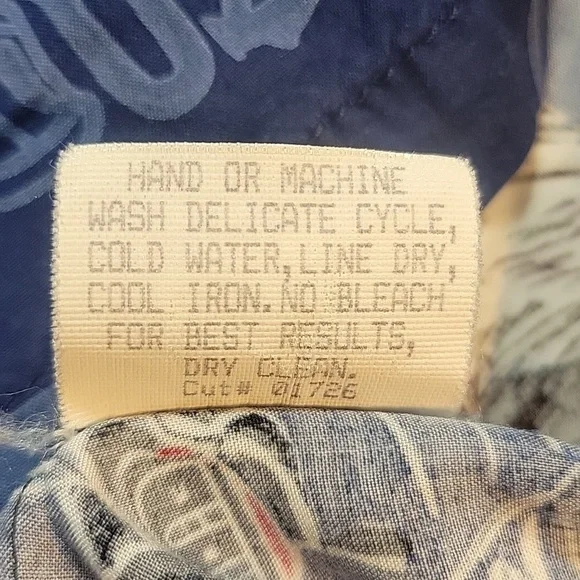 HAND OR MACHINE
WASH DELICATE CYCLE,
COLD WATER, LINE DRY,
COOL IRON. NO BLEACH
FOR BEST RESULTS,
DRY CLEAN.
Cut# 01726